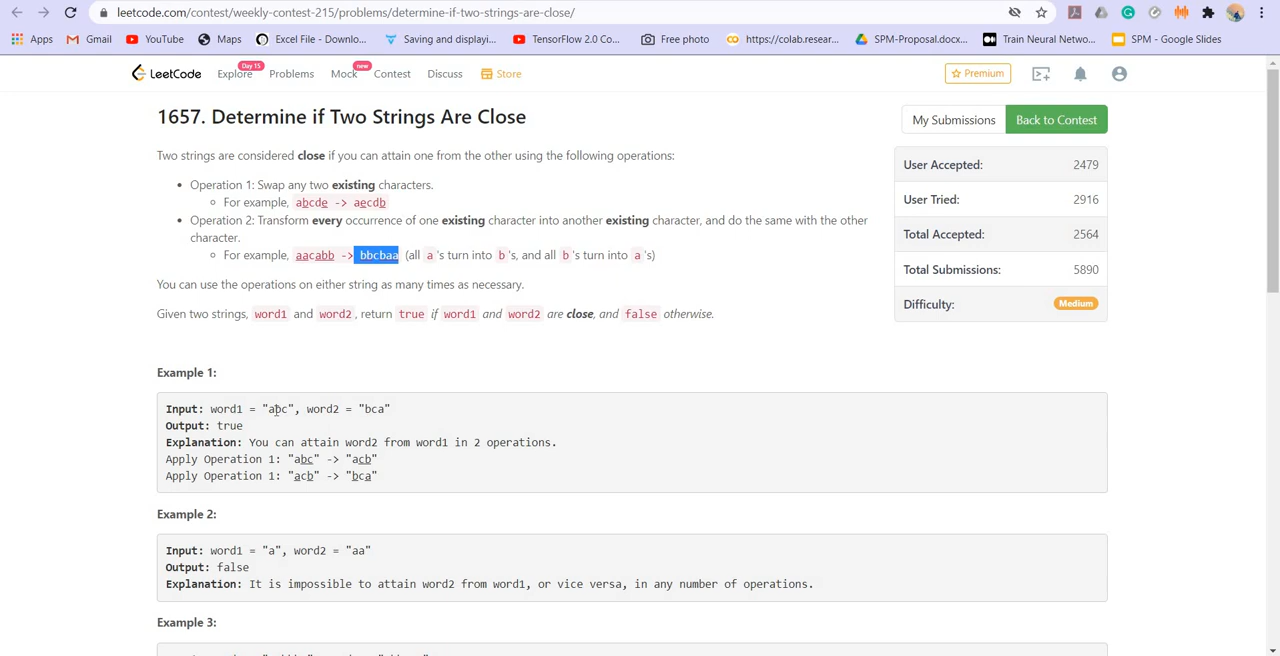 leetcode.com/contest/weekly-contest-215/problems/determine-if-two-strings-are-close/
Apps Gmail YouTube Maps Excel File - Downlo... Saving and displayi... TensorFlow 2.0 Co... Free photo https://colab.resear... SPM-Proposal.docx... Train Neural Netwo... SPM - Google Slides
LeetCode Explore Day 15 Problems Mock new Contest Discuss Store Premium
1657. Determine if Two Strings Are Close
My Submissions Back to Contest
Two strings are considered close if you can attain one from the other using the following operations:
• Operation 1: Swap any two existing characters.
◦ For example, abcde -> aecdb
• Operation 2: Transform every occurrence of one existing character into another existing character, and do the same with the other
character.
◦ For example, aacabb -> bbcbaa (all a's turn into b's, and all b's turn into a's)
You can use the operations on either string as many times as necessary.
Given two strings, word1 and word2, return true if word1 and word2 are close, and false otherwise.
User Accepted: 2479
User Tried: 2916
Total Accepted: 2564
Total Submissions: 5890
Difficulty: Medium
Example 1:
Input: word1 = "abc", word2 = "bca"
Output: true
Explanation: You can attain word2 from word1 in 2 operations.
Apply Operation 1: "abc" -> "acb"
Apply Operation 1: "acb" -> "bca"
Example 2:
Input: word1 = "a", word2 = "aa"
Output: false
Explanation: It is impossible to attain word2 from word1, or vice versa, in any number of operations.
Example 3: